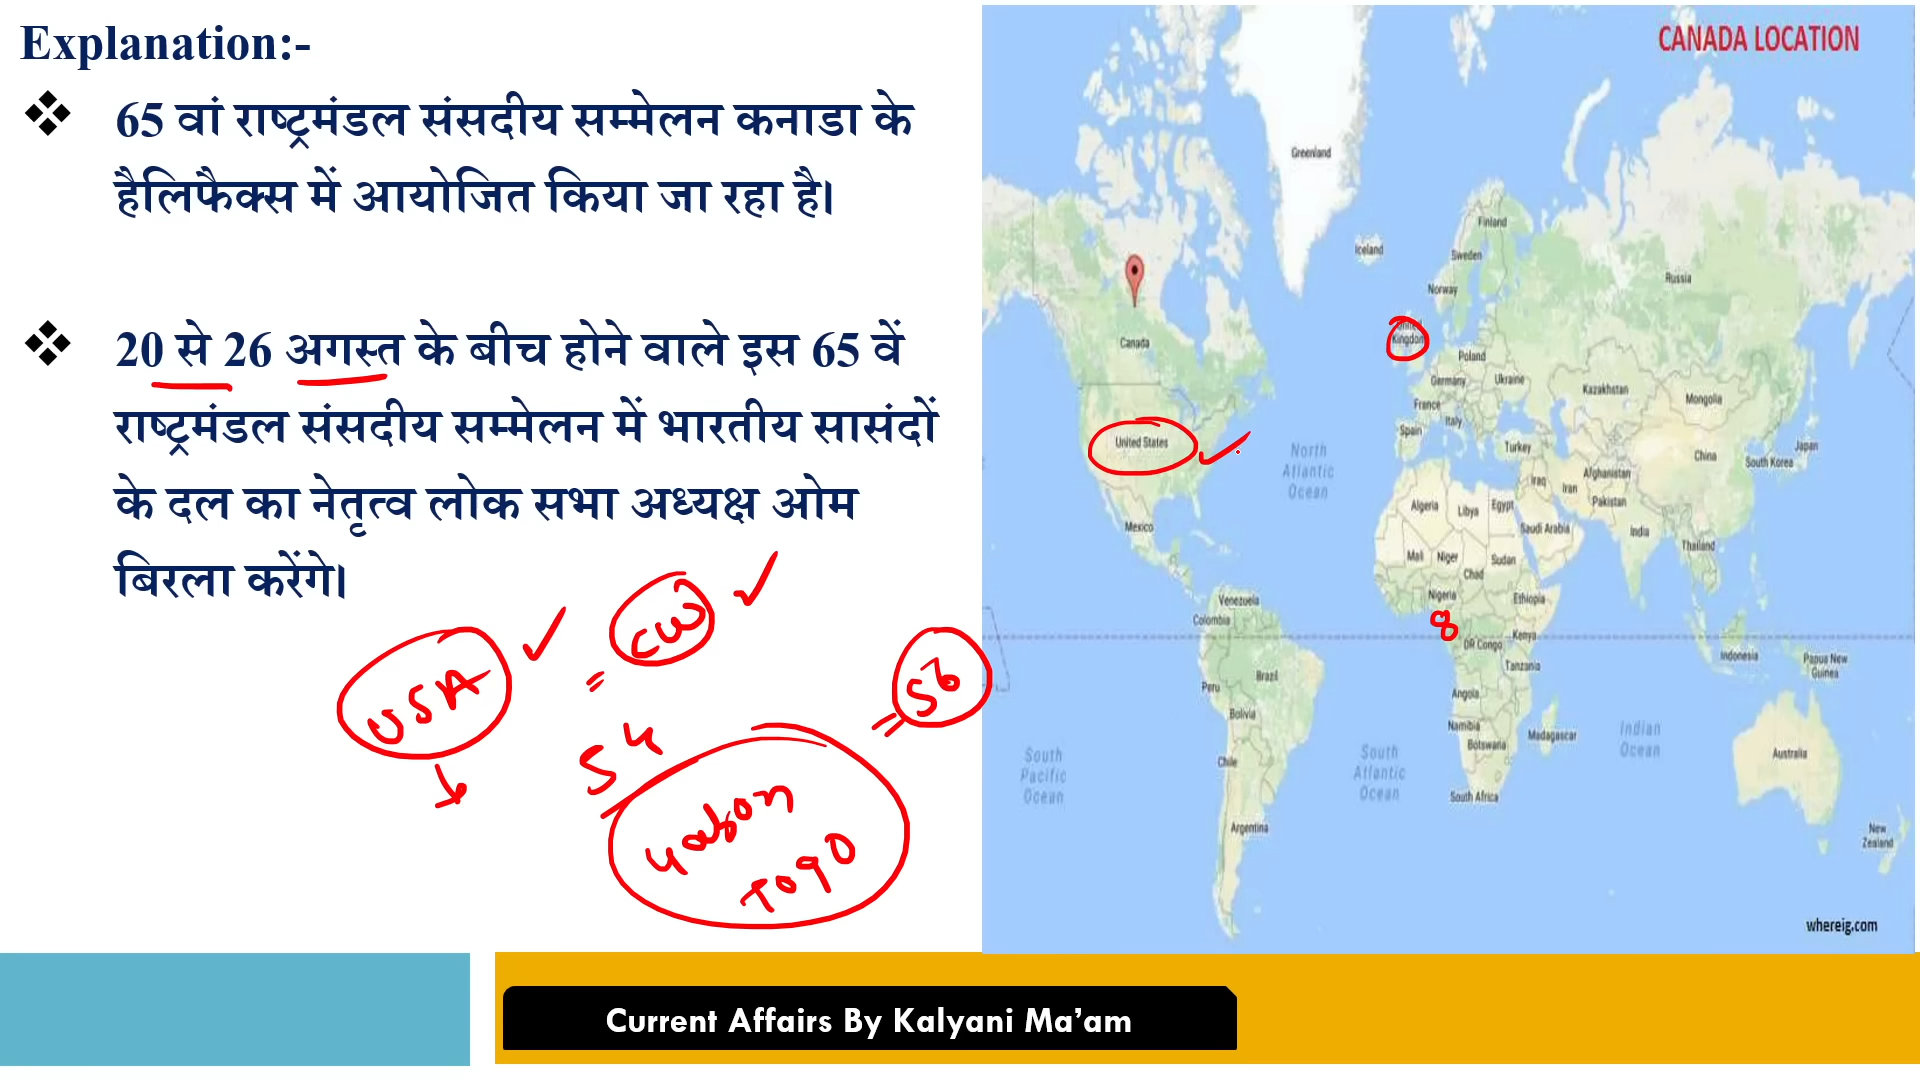 Explanation:-
65 वां राष्ट्रमंडल संसदीय सम्मेलन कनाडा के
हैलिफैक्स में आयोजित किया जा रहा है।
20 से 26 अगस्त के बीच होने वाले इस 65 वें
राष्ट्रमंडल संसदीय सम्मेलन में भारतीय सासंदों
के दल का नेतृत्व लोक सभा अध्यक्ष ओम
बिरला करेंगे।
USA
= CW
54
= 56
Gabon
Togo
CANADA LOCATION
Greenland
Iceland
Finland
Sweden
Norway
Russia
Canada
United
Kingdom
Poland
Germany
Ukraine
France
Italy
Spain
Turkey
Kazakhstan
Mongolia
China
Japan
South Korea
United States
North
Atlantic
Ocean
Mexico
Algeria
Libya
Egypt
Iraq
Iran
Afghanistan
Pakistan
Saudi Arabia
India
Thailand
Mali
Niger
Chad
Sudan
Nigeria
Ethiopia
8
DR Congo
Kenya
Tanzania
Venezuela
Colombia
Brazil
Peru
Bolivia
Chile
Argentina
Angola
Namibia
Botswana
Madagascar
South Africa
Indonesia
Papua New
Guinea
Indian
Ocean
Australia
New
Zealand
South
Pacific
Ocean
South
Atlantic
Ocean
whereig.com
Current Affairs By Kalyani Ma’am